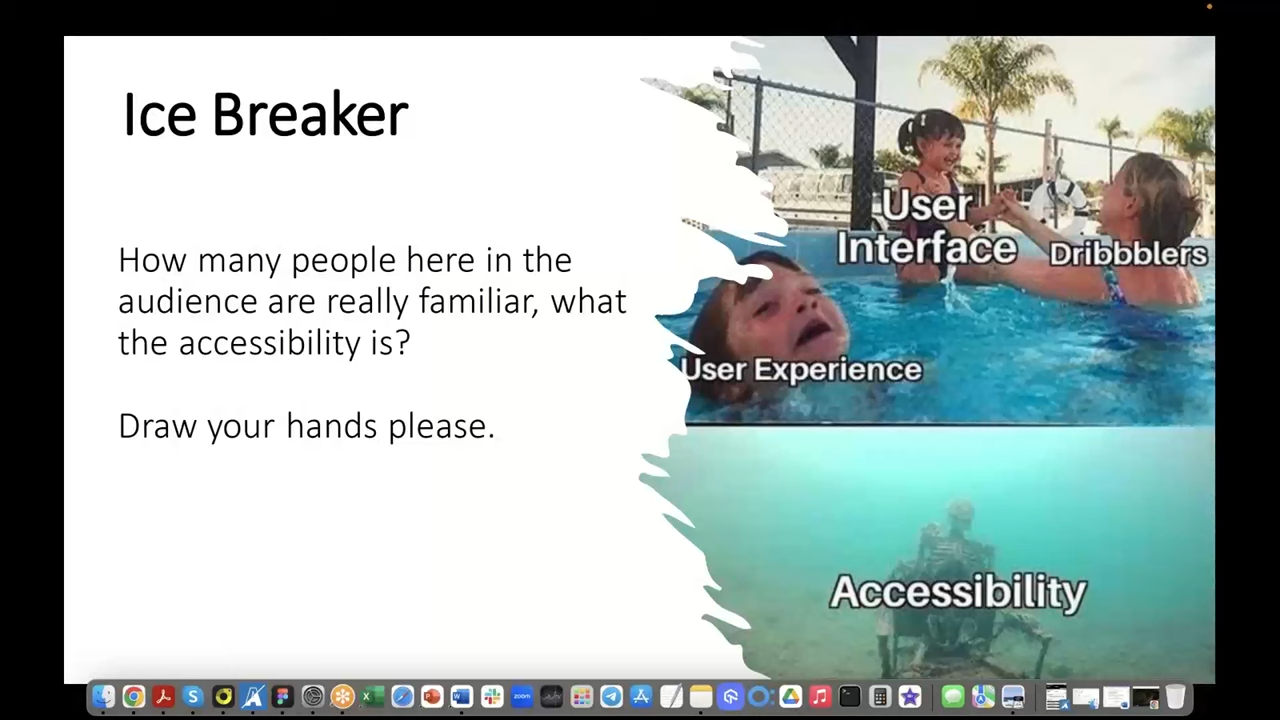 Ice Breaker
How many people here in the
audience are really familiar, what
the accessibility is?
Draw your hands please.
User
Interface
Dribbblers
User Experience
Accessibility
zoom